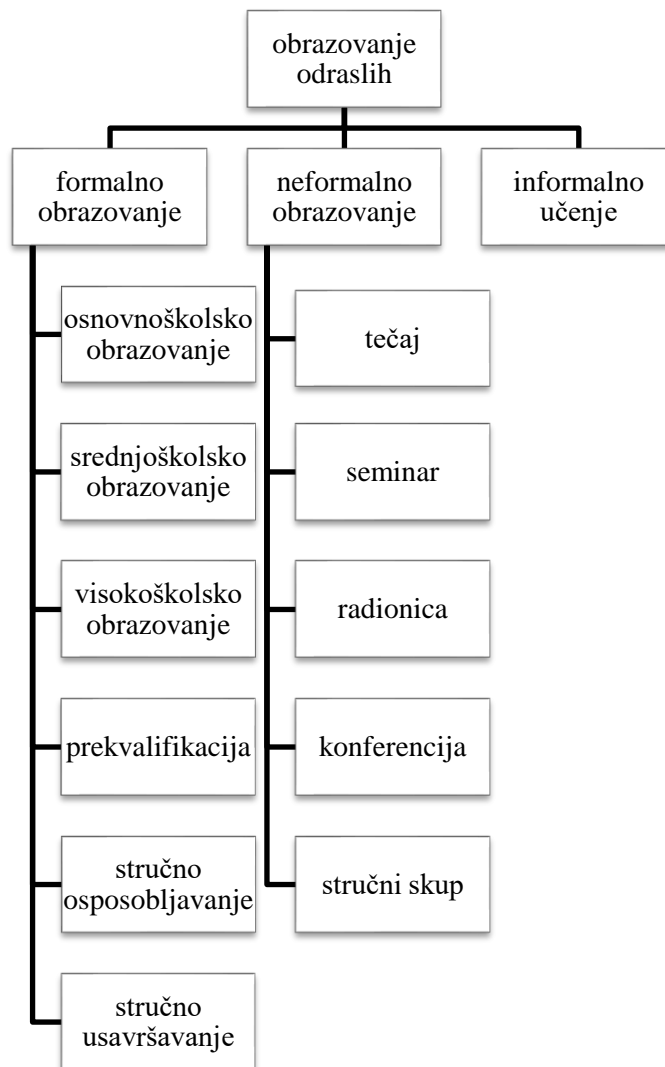 obrazovanje
odraslih
formalno
obrazovanje
neformalno
obrazovanje
informalno
učenje
osnovnoškolsko
obrazovanje
srednjoškolsko
obrazovanje
visokoškolsko
obrazovanje
prekvalifikacija
stručno
osposobljavanje
stručno
usavršavanje
tečaj
seminar
radionica
konferencija
stručni skup